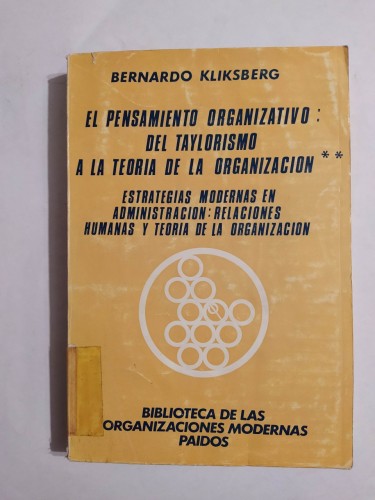 BERNARDO KLIKSBERG
EL PENSAMIENTO ORGANIZATIVO:
DEL TAYLORISMO
A LA TEORIA DE LA ORGANIZACION **
ESTRATEGIAS MODERNAS EN
ADMINISTRACION: RELACIONES
HUMANAS Y TEORIA DE LA ORGANIZACION
BIBLIOTECA DE LAS
ORGANIZACIONES MODERNAS
PAIDOS